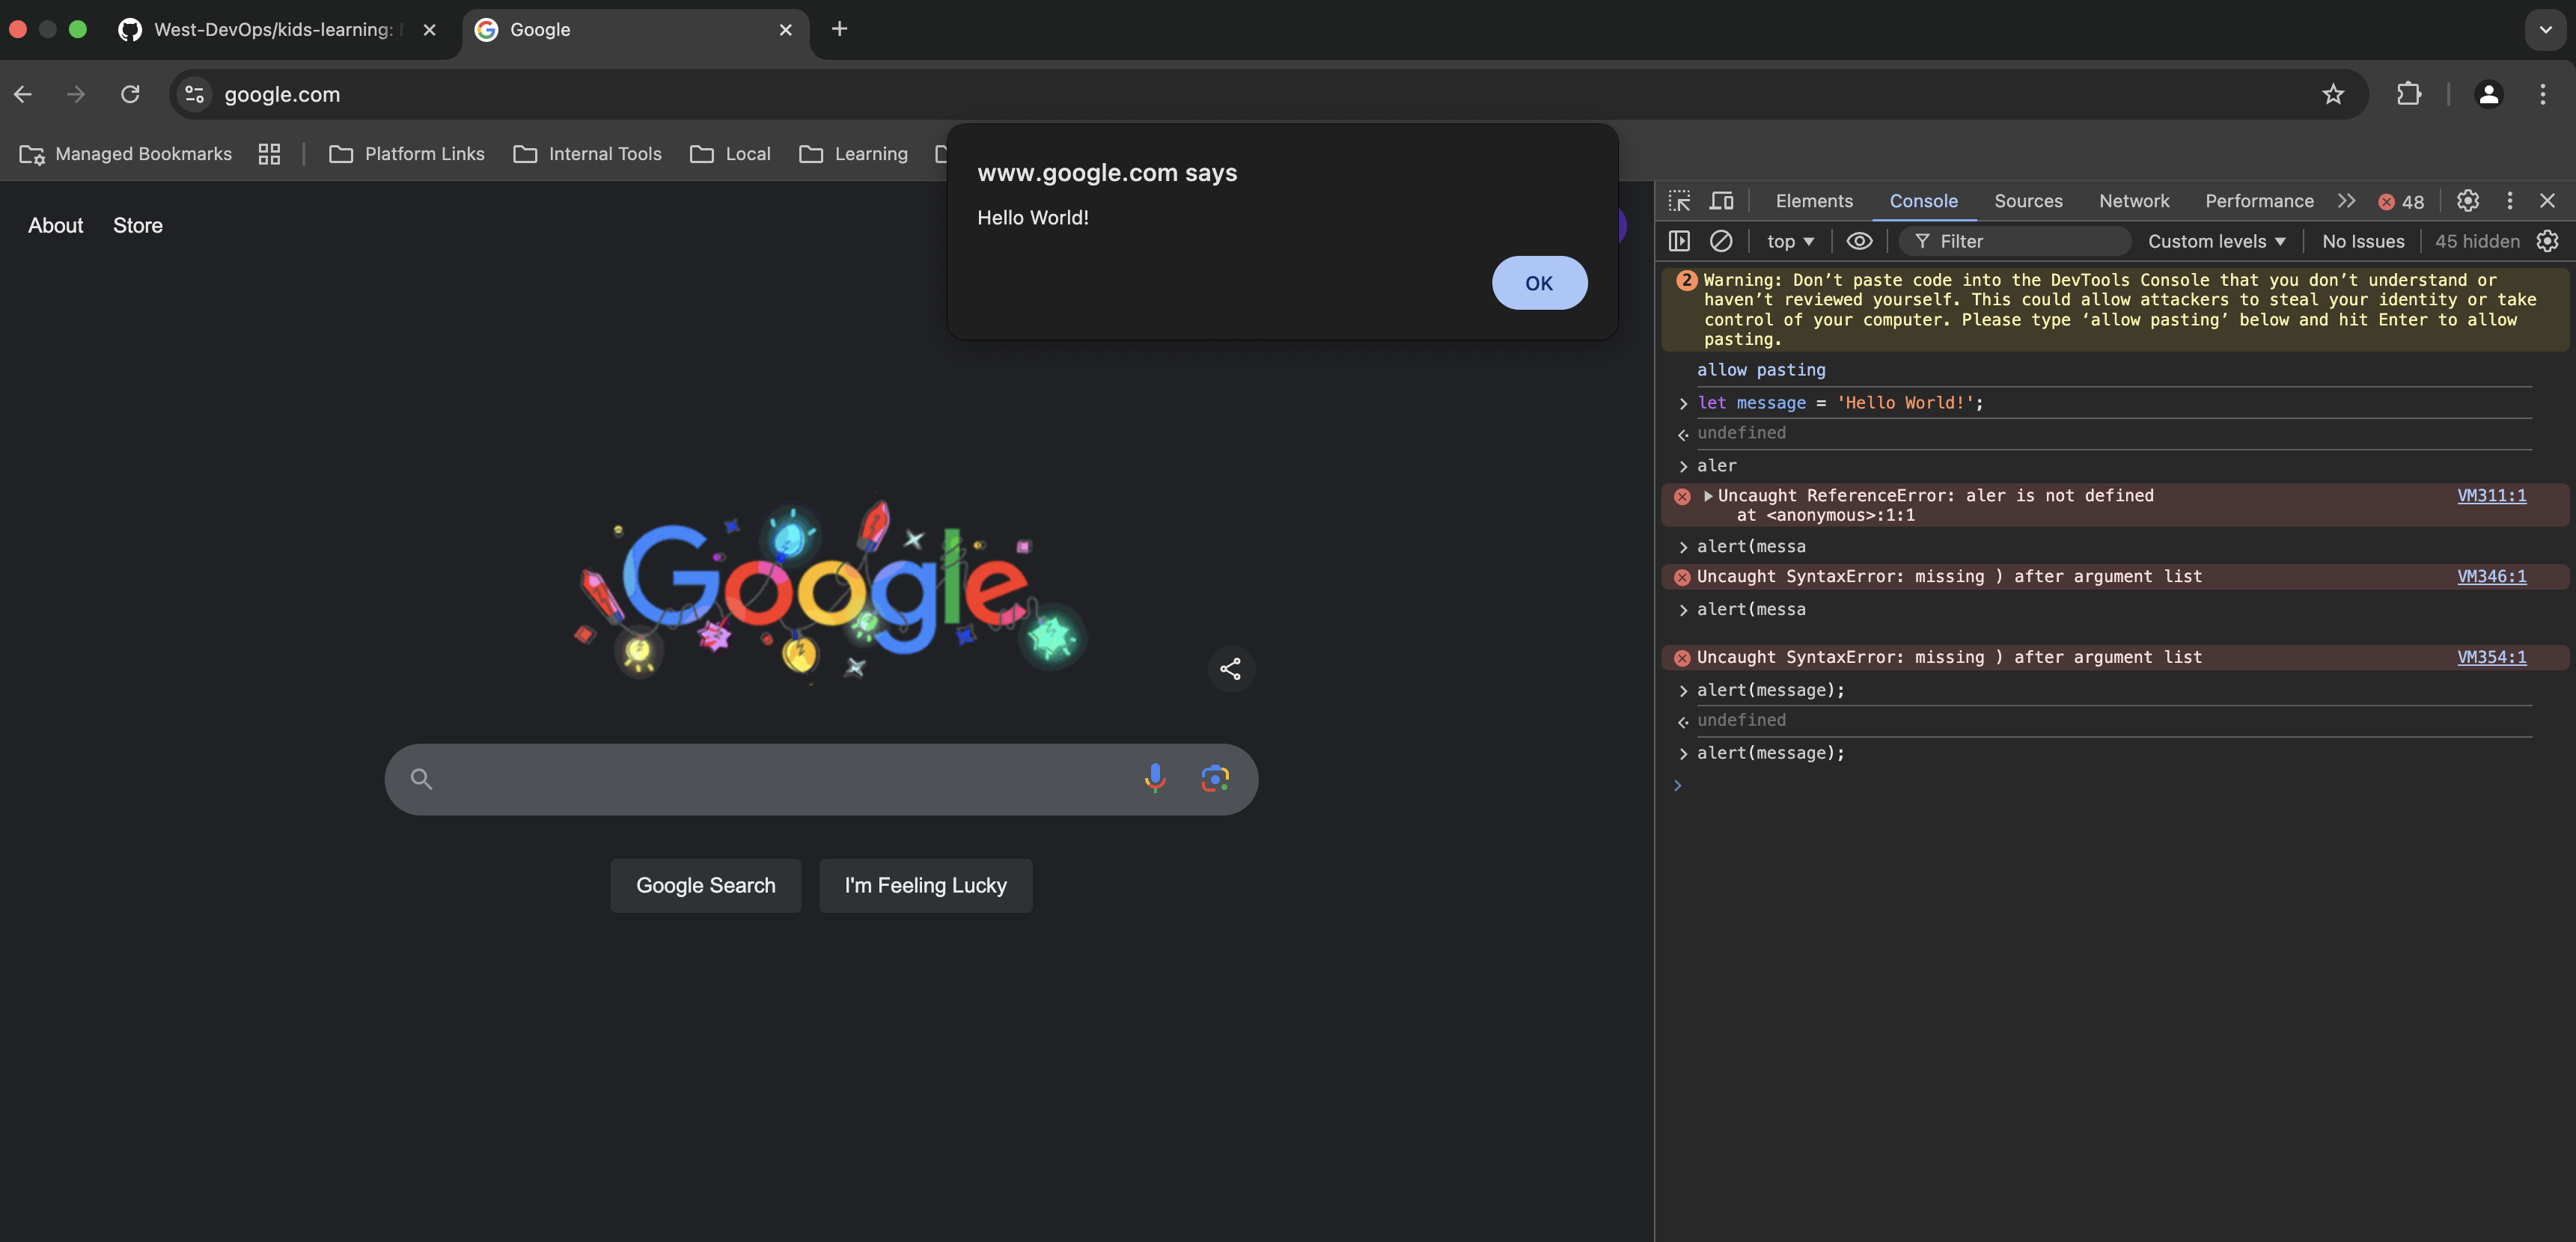 West-DevOps/kids-learning:
Google
google.com
Managed Bookmarks
Platform Links
Internal Tools
Local
Learning
www.google.com says
Hello World!
OK
About
Store
Google
Google Search
I'm Feeling Lucky
Elements
Console
Sources
Network
Performance
48
top
Filter
Custom levels
No Issues
45 hidden
2
Warning: Don’t paste code into the DevTools Console that you don’t understand or
haven’t reviewed yourself. This could allow attackers to steal your identity or take
control of your computer. Please type ‘allow pasting’ below and hit Enter to allow
pasting.
allow pasting
let message = 'Hello World!';
undefined
aler
Uncaught ReferenceError: aler is not defined VM311:1
at <anonymous>:1:1
alert(messa
Uncaught SyntaxError: missing ) after argument list VM346:1
alert(messa
Uncaught SyntaxError: missing ) after argument list VM354:1
alert(message);
undefined
alert(message);